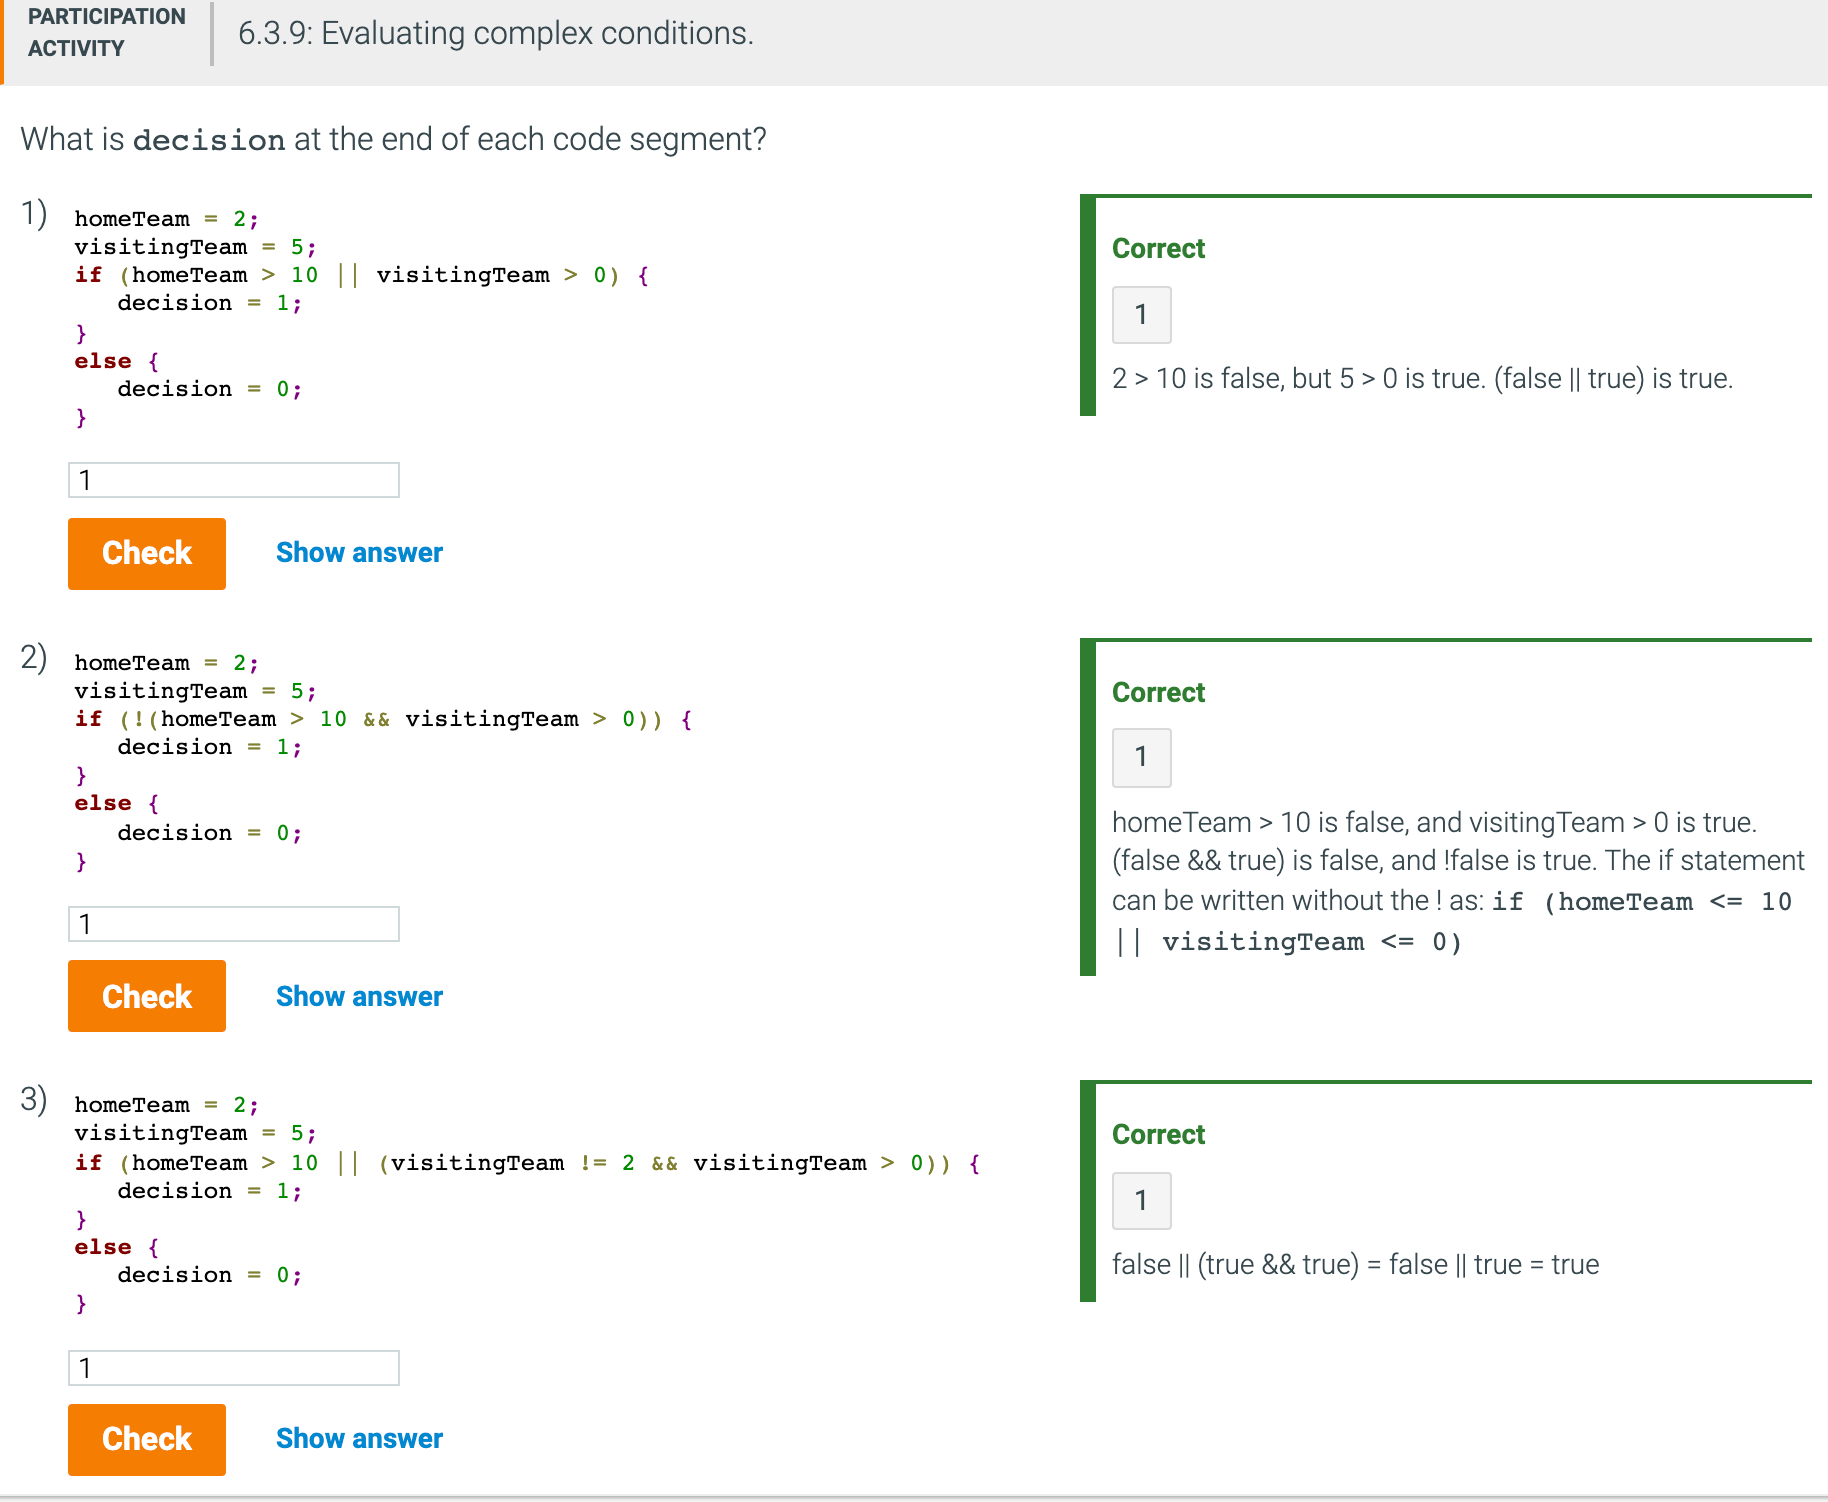 PARTICIPATION
ACTIVITY
6.3.9: Evaluating complex conditions.
What is decision at the end of each code segment?
1)
homeTeam = 2;
visitingTeam = 5;
if (homeTeam > 10 || visitingTeam > 0) {
   decision = 1;
}
else {
   decision = 0;
}
1
Check
Show answer
Correct
1
2 > 10 is false, but 5 > 0 is true. (false || true) is true.
2)
homeTeam = 2;
visitingTeam = 5;
if (!(homeTeam > 10 && visitingTeam > 0)) {
   decision = 1;
}
else {
   decision = 0;
}
1
Check
Show answer
Correct
1
homeTeam > 10 is false, and visitingTeam > 0 is true.
(false && true) is false, and !false is true. The if statement
can be written without the ! as: if (homeTeam <= 10
|| visitingTeam <= 0)
3)
homeTeam = 2;
visitingTeam = 5;
if (homeTeam > 10 || (visitingTeam != 2 && visitingTeam > 0)) {
   decision = 1;
}
else {
   decision = 0;
}
1
Check
Show answer
Correct
1
false || (true && true) = false || true = true